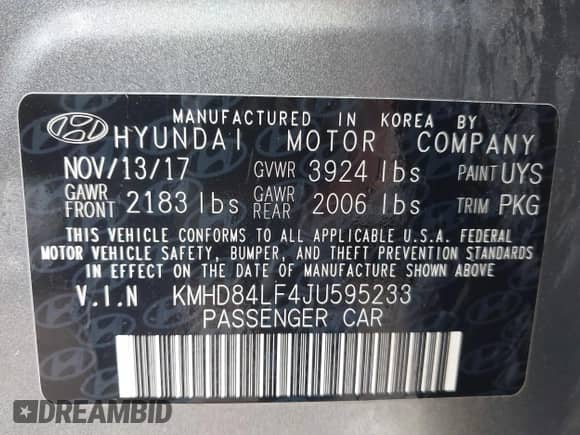 MANUFACTURED IN KOREA BY
HYUNDAI MOTOR COMPANY
NOV/13/17 GVWR 3924 lbs PAINT UYS
GAWR FRONT 2183 lbs GAWR REAR 2006 lbs TRIM PKG
THIS VEHICLE CONFORMS TO ALL APPLICABLE U.S.A. FEDERAL
MOTOR VEHICLE SAFETY, BUMPER, AND THEFT PREVENTION STANDARDS
IN EFFECT ON THE DATE OF MANUFACTURE SHOWN ABOVE
V.I.N KMHD84LF4JU595233
PASSENGER CAR
DREAMBID